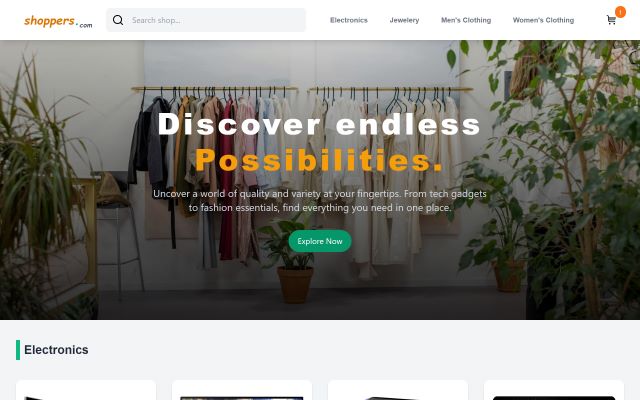 shoppers.com
Search shop...
Electronics
Jewelery
Men's Clothing
Women's Clothing
1
Discover endless
Possibilities.
Uncover a world of quality and variety at your fingertips. From tech gadgets
to fashion essentials, find everything you need in one place.
Explore Now
Electronics